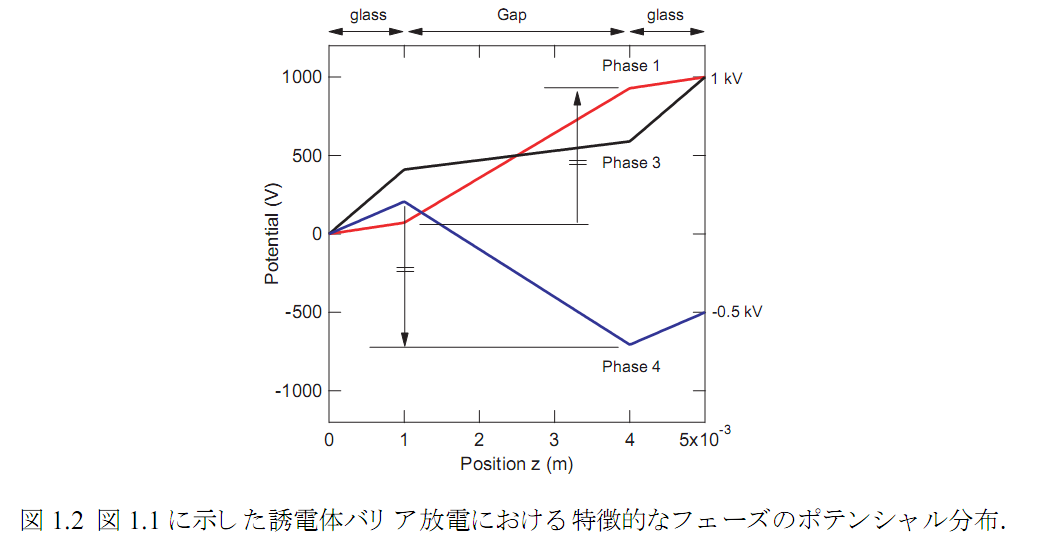 glass Gap glass
Phase 1
1000
1 kV
500
Phase 3
Potential (V)
0
-500
-0.5 kV
Phase 4
-1000
0 1 2 3 4 5x10-3
Position z (m)
図 1.2 図 1.1 に示した誘電体バリア放電における特徴的なフェーズのポテンシャル分布.